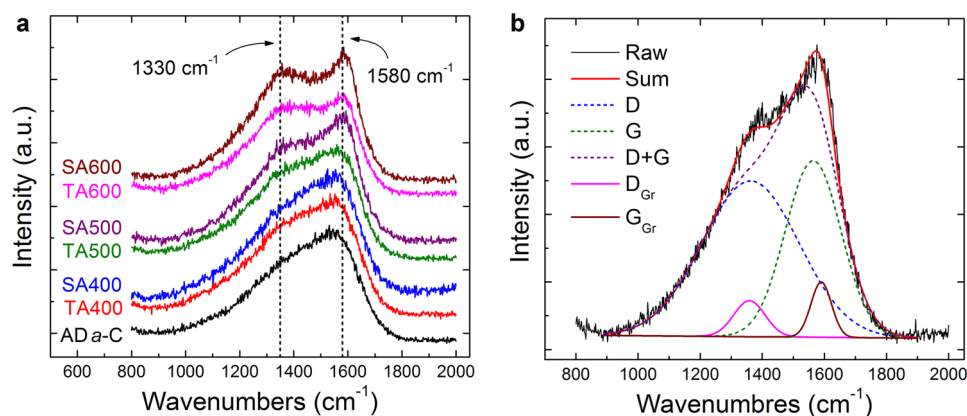 a
1330 cm⁻¹
1580 cm⁻¹
Intensity (a.u.)
SA600
TA600
SA500
TA500
SA400
TA400
AD a-C
600 800 1000 1200 1400 1600 1800 2000
Wavenumbers (cm⁻¹)
b
Intensity (a.u.)
Raw
Sum
D
G
D+G
D_Gr
G_Gr
800 1000 1200 1400 1600 1800 2000
Wavenumbres (cm⁻¹)